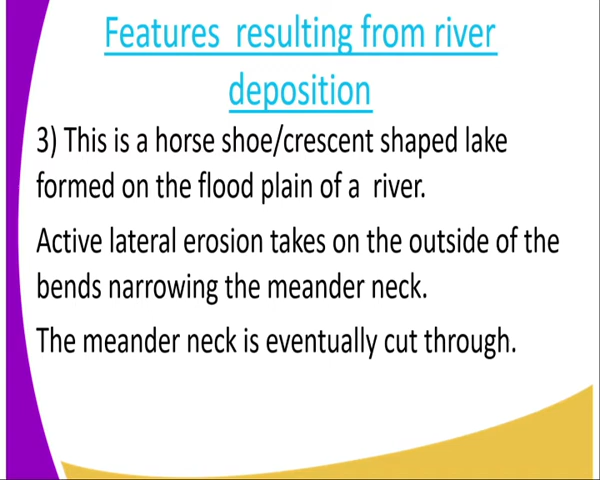 Features resulting from river
deposition
3) This is a horse shoe/crescent shaped lake
formed on the flood plain of a river.
Active lateral erosion takes on the outside of the
bends narrowing the meander neck.
The meander neck is eventually cut through.